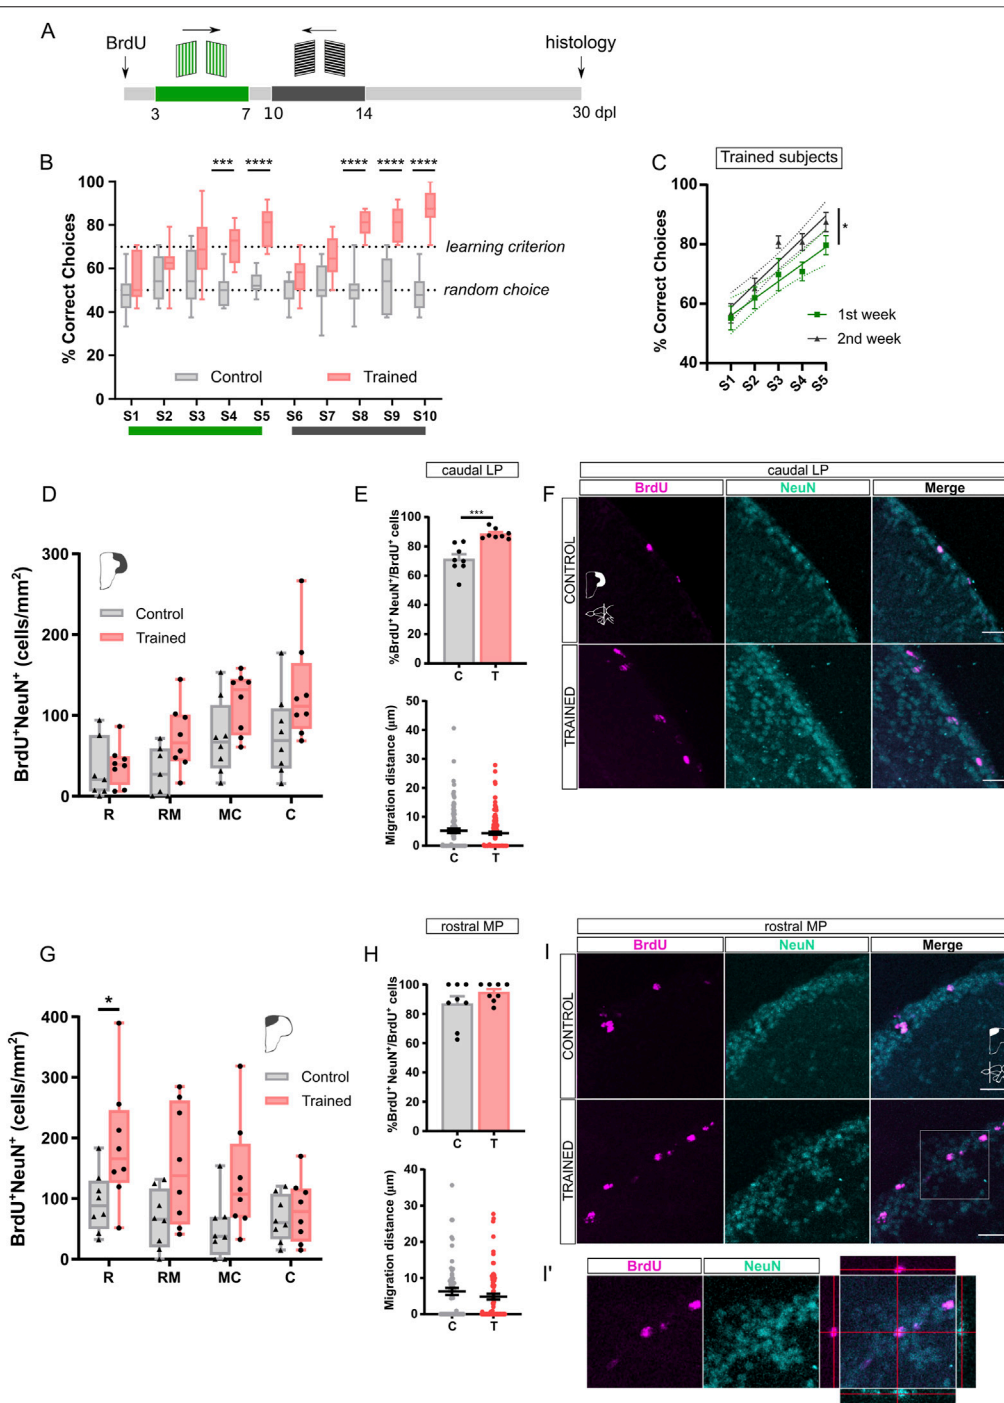 A
BrdU
histology
3
7
10
14
30 dpl
B
*** **** **** **** ****
% Correct Choices
100
80
60
40
20
0
learning criterion
random choice
Control
Trained
S1 S2 S3 S4 S5 S6 S7 S8 S9 S10
C
Trained subjects
% Correct Choices
100
80
60
40
*
1st week
2nd week
S1 S2 S3 S4 S5
D
BrdU⁺NeuN⁺ (cells/mm²)
300
200
100
0
Control
Trained
R RM MC C
E
caudal LP
%BrdU⁺ NeuN⁺/BrdU⁺ cells
100
80
60
40
20
0
***
C T
Migration distance (μm)
50
40
30
20
10
0
C T
F
caudal LP
BrdU NeuN Merge
CONTROL
TRAINED
G
BrdU⁺NeuN⁺ (cells/mm²)
400
300
200
100
0
*
Control
Trained
R RM MC C
H
rostral MP
%BrdU⁺ NeuN⁺/BrdU⁺ cells
100
80
60
40
20
0
C T
Migration distance (μm)
40
30
20
10
0
C T
I
rostral MP
BrdU NeuN Merge
CONTROL
TRAINED
I'
BrdU NeuN